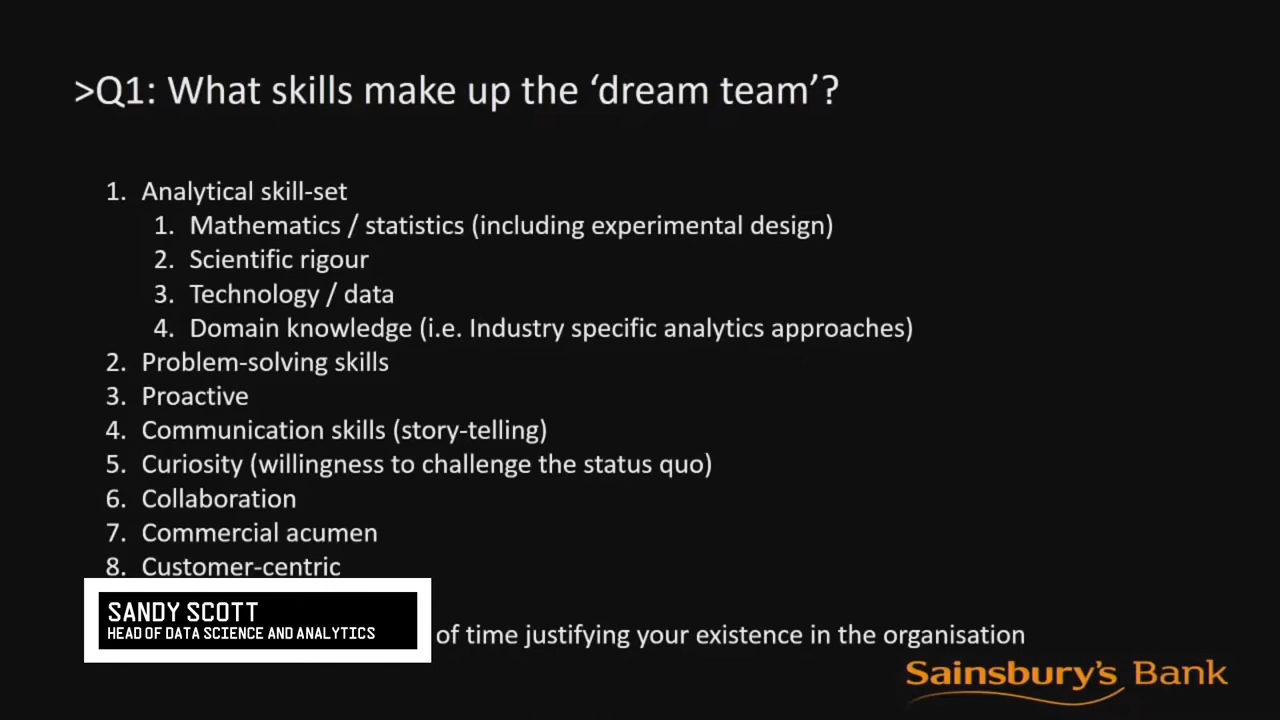 >Q1: What skills make up the ‘dream team’?
1. Analytical skill-set
1. Mathematics / statistics (including experimental design)
2. Scientific rigour
3. Technology / data
4. Domain knowledge (i.e. Industry specific analytics approaches)
2. Problem-solving skills
3. Proactive
4. Communication skills (story-telling)
5. Curiosity (willingness to challenge the status quo)
6. Collaboration
7. Commercial acumen
8. Customer-centric
SANDY SCOTT
HEAD OF DATA SCIENCE AND ANALYTICS
of time justifying your existence in the organisation
Sainsbury's Bank